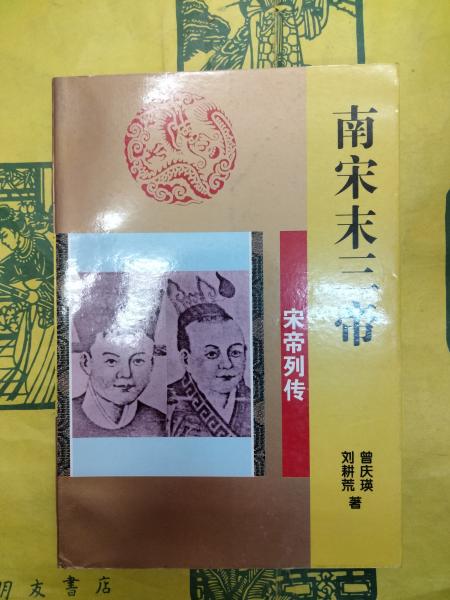 南宋末三帝
宋帝列传
曾庆瑛
刘耕荒
著
朋友書店